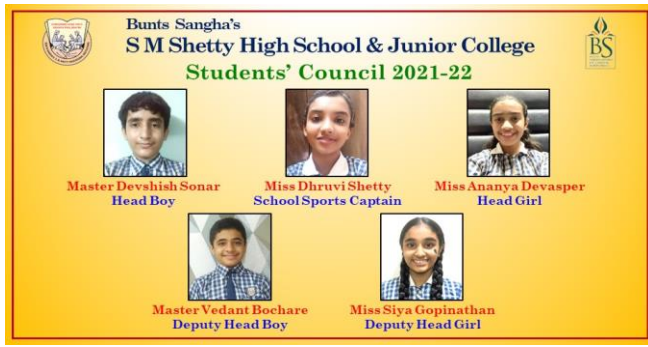 Bunts Sangha's
S M Shetty High School & Junior College
Students' Council 2021-22
Master Devshish Sonar
Head Boy
Miss Dhruvi Shetty
School Sports Captain
Miss Ananya Devasper
Head Girl
Master Vedant Bochare
Deputy Head Boy
Miss Siya Gopinathan
Deputy Head Girl
BS